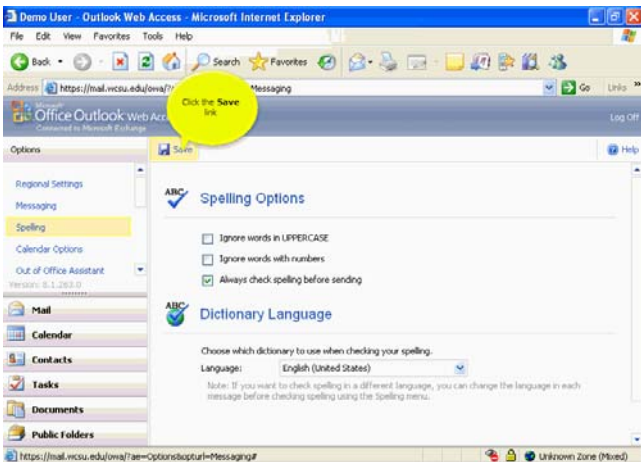 Demo User - Outlook Web Access - Microsoft Internet Explorer
File Edit View Favorites Tools Help
Back Search Favorites
Address https://mail.wcsu.edu/owa/? Messaging Go Links »
Click the Save
link
Microsoft
Office Outlook Web Acc Log Off
Connected to Microsoft Exchange
Options Save Help
Regional Settings
Messaging
Spelling
Calendar Options
Out of Office Assistant
Version: 8.1.263.0
ABC Spelling Options
Ignore words in UPPERCASE
Ignore words with numbers
Always check spelling before sending
ABC Dictionary Language
Choose which dictionary to use when checking your spelling.
Language: English (United States)
Note: If you want to check spelling in a different language, you can change the language in each
message before checking spelling using the Spelling menu.
Mail
Calendar
Contacts
Tasks
Documents
Public Folders
https://mail.wcsu.edu/owa/?ae=Options&opturl=Messaging# Unknown Zone (Mixed)